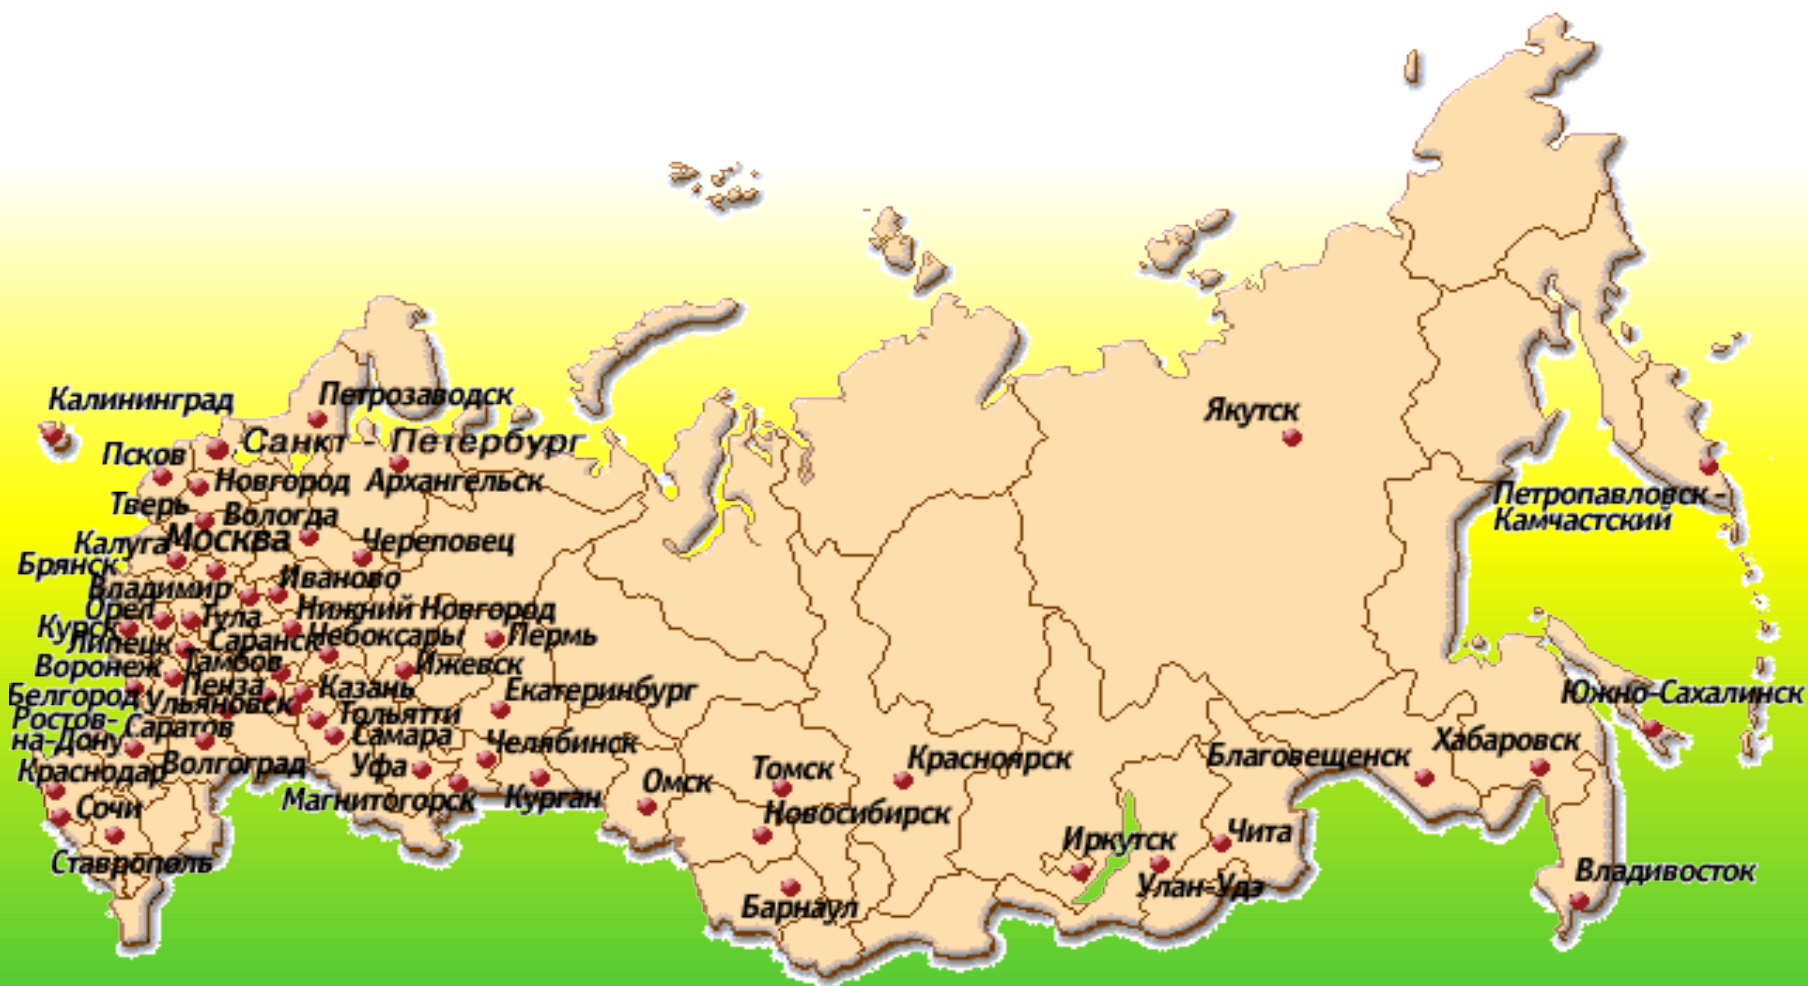 Калининград
Петрозаводск
Якутск
Санкт - Петербург
Псков
Новгород
Архангельск
Тверь
Вологда
Петропавловск -
Камчастский
Калуга
Москва
Череповец
Брянск
Владимир
Иваново
Орел
Тула
Нижний Новгород
Курск
Липецк
Саранск
Чебоксары
Пермь
Воронеж
Тамбов
Ижевск
Белгород
Пенза
Ульяновск
Казань
Екатеринбург
Южно-Сахалинск
Ростов-
на-Дону
Саратов
Тольятти
Самара
Челябинск
Хабаровск
Благовещенск
Краснодар
Волгоград
Уфа
Томск
Красноярск
Омск
Магнитогорск
Курган
Сочи
Новосибирск
Иркутск
Чита
Ставрополь
Улан-Удэ
Владивосток
Барнаул